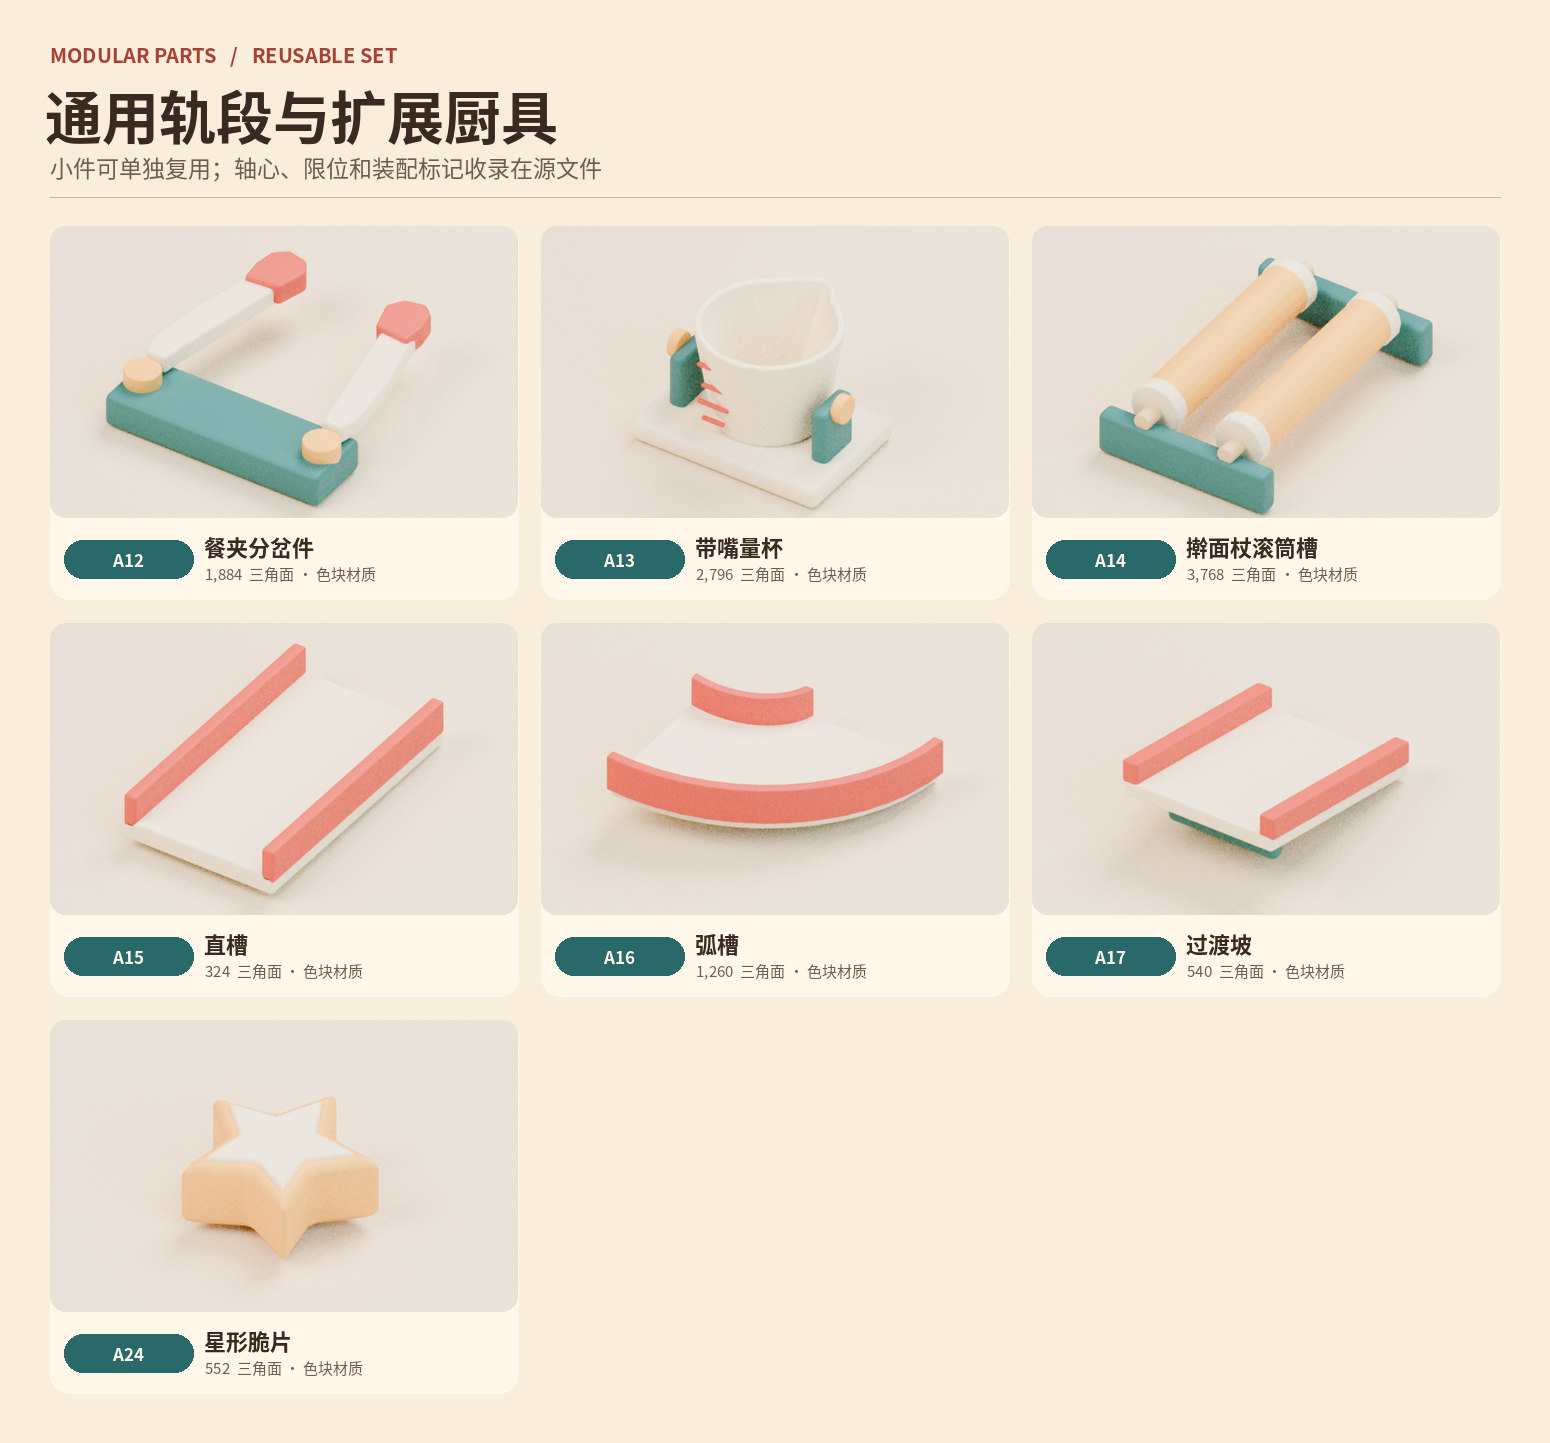 MODULAR PARTS / REUSABLE SET
通用轨段与扩展厨具
小件可单独复用；轴心、限位和装配标记收录在源文件
A12
餐夹分岔件
1,884 三角面 · 色块材质
A13
带嘴量杯
2,796 三角面 · 色块材质
A14
擀面杖滚筒槽
3,768 三角面 · 色块材质
A15
直槽
324 三角面 · 色块材质
A16
弧槽
1,260 三角面 · 色块材质
A17
过渡坡
540 三角面 · 色块材质
A24
星形脆片
552 三角面 · 色块材质